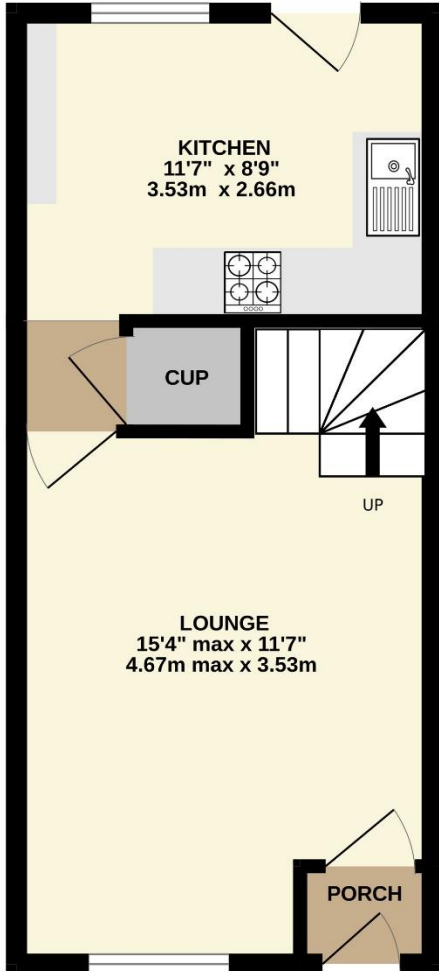 KITCHEN
11'7" x 8'9"
3.53m x 2.66m
CUP
UP
LOUNGE
15'4" max x 11'7"
4.67m max x 3.53m
PORCH